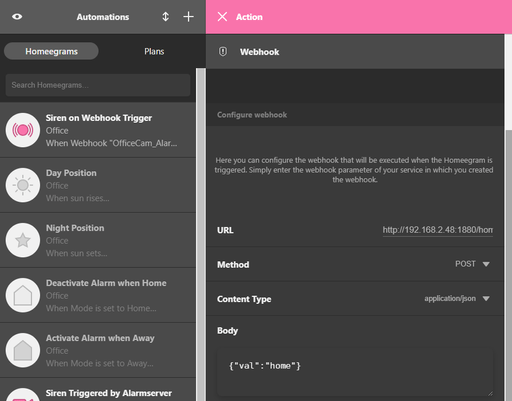 Automations
Homeegrams
Plans
Search Homeegrams...
Siren on Webhook Trigger
Office
When Webhook "OfficeCam_Alar...
Day Position
Office
When sun rises...
Night Position
Office
When sun sets...
Deactivate Alarm when Home
Office
When Mode is set to Home...
Activate Alarm when Away
Office
When Mode is set to Away...
Siren Triggered by Alarmserver
Action
Webhook
Configure webhook
Here you can configure the webhook that will be executed when the Homeegram is
triggered. Simply enter the webhook parameter of your service in which you created
the webhook.
URL
http://192.168.2.48:1880/hom
Method
POST
Content Type
application/json
Body
{"val":"home"}